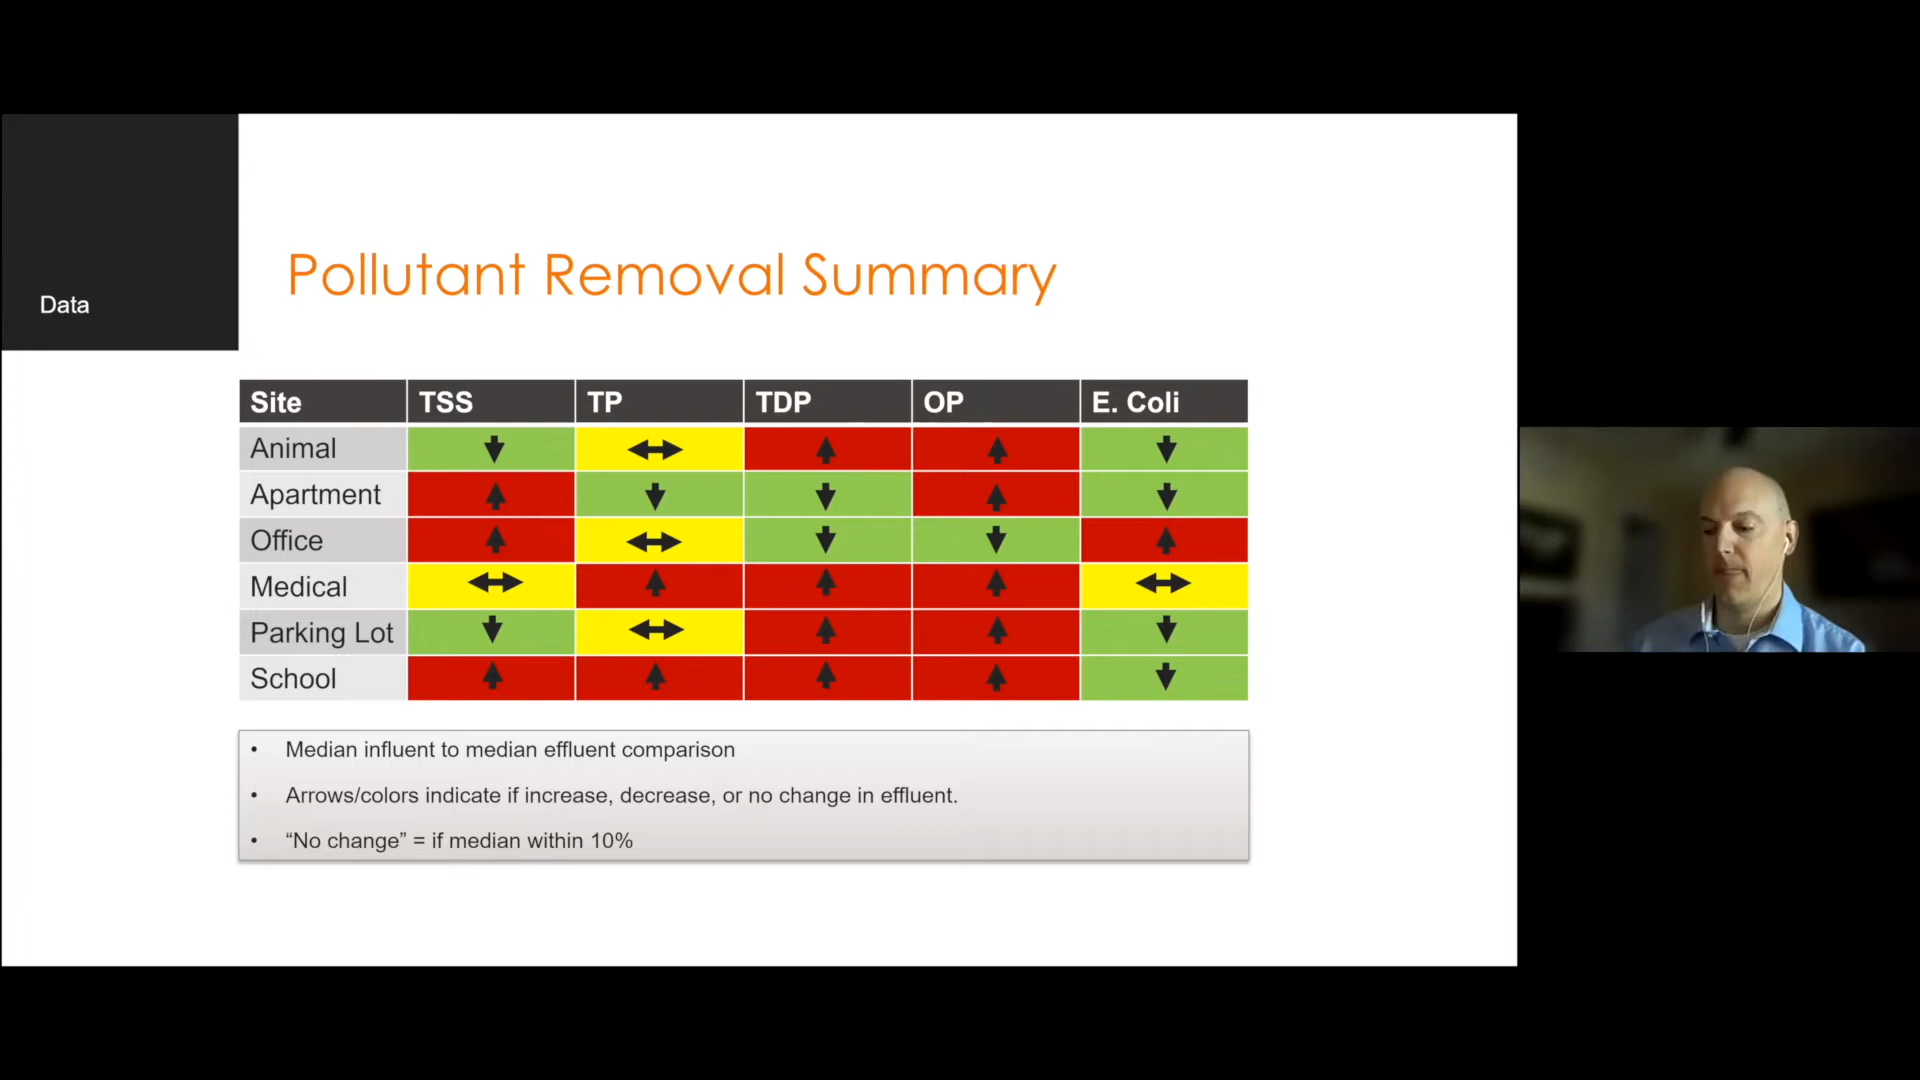 Data
Pollutant Removal Summary
Site TSS TP TDP OP E. Coli
Animal
Apartment
Office
Medical
Parking Lot
School
• Median influent to median effluent comparison
• Arrows/colors indicate if increase, decrease, or no change in effluent.
• “No change” = if median within 10%